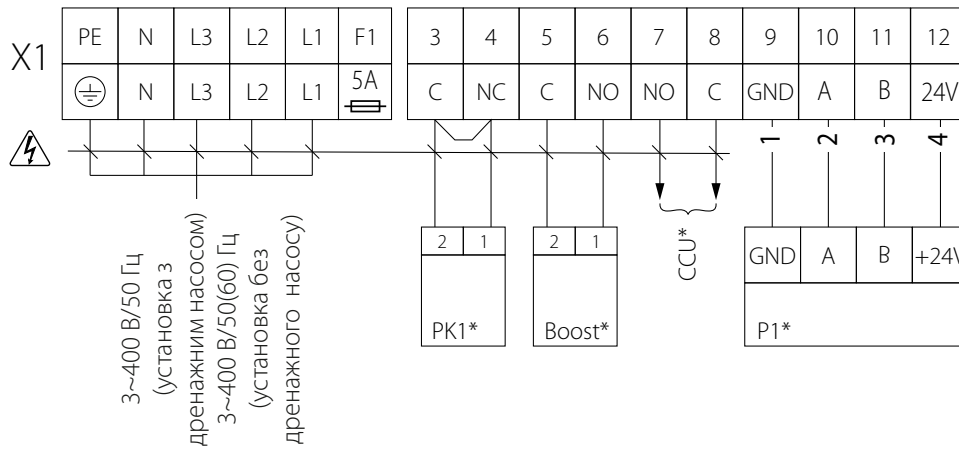 X1
PE N L3 L2 L1 F1 3 4 5 6 7 8 9 10 11 12
N L3 L2 L1 5A C NC C NO NO C GND A B 24V
1 2 3 4
2 1 2 1
GND A B +24V
PK1* Boost* CCU* P1*
3~400 В/50 Гц
(установка з
дренажним насосом)
3~400 В/50(60) Гц
(установка без
дренажного насосу)